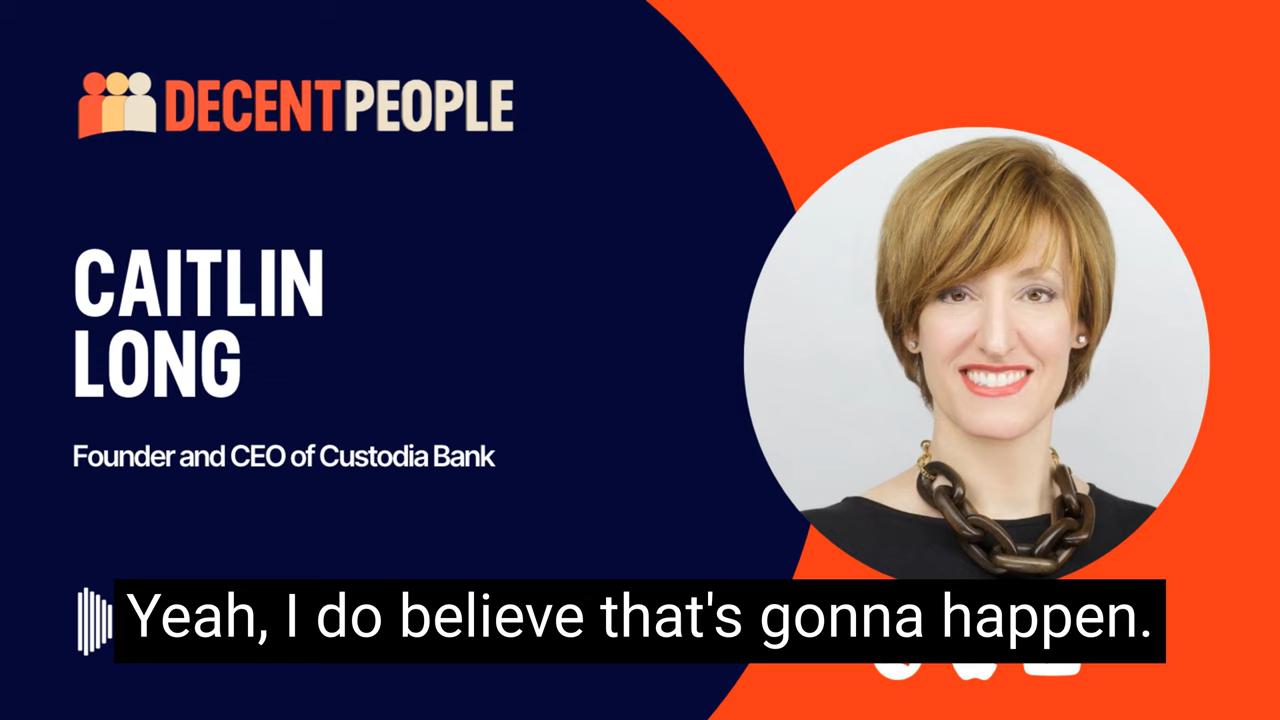 DECENTPEOPLE
CAITLIN
LONG
Founder and CEO of Custodia Bank
Yeah, I do believe that's gonna happen.